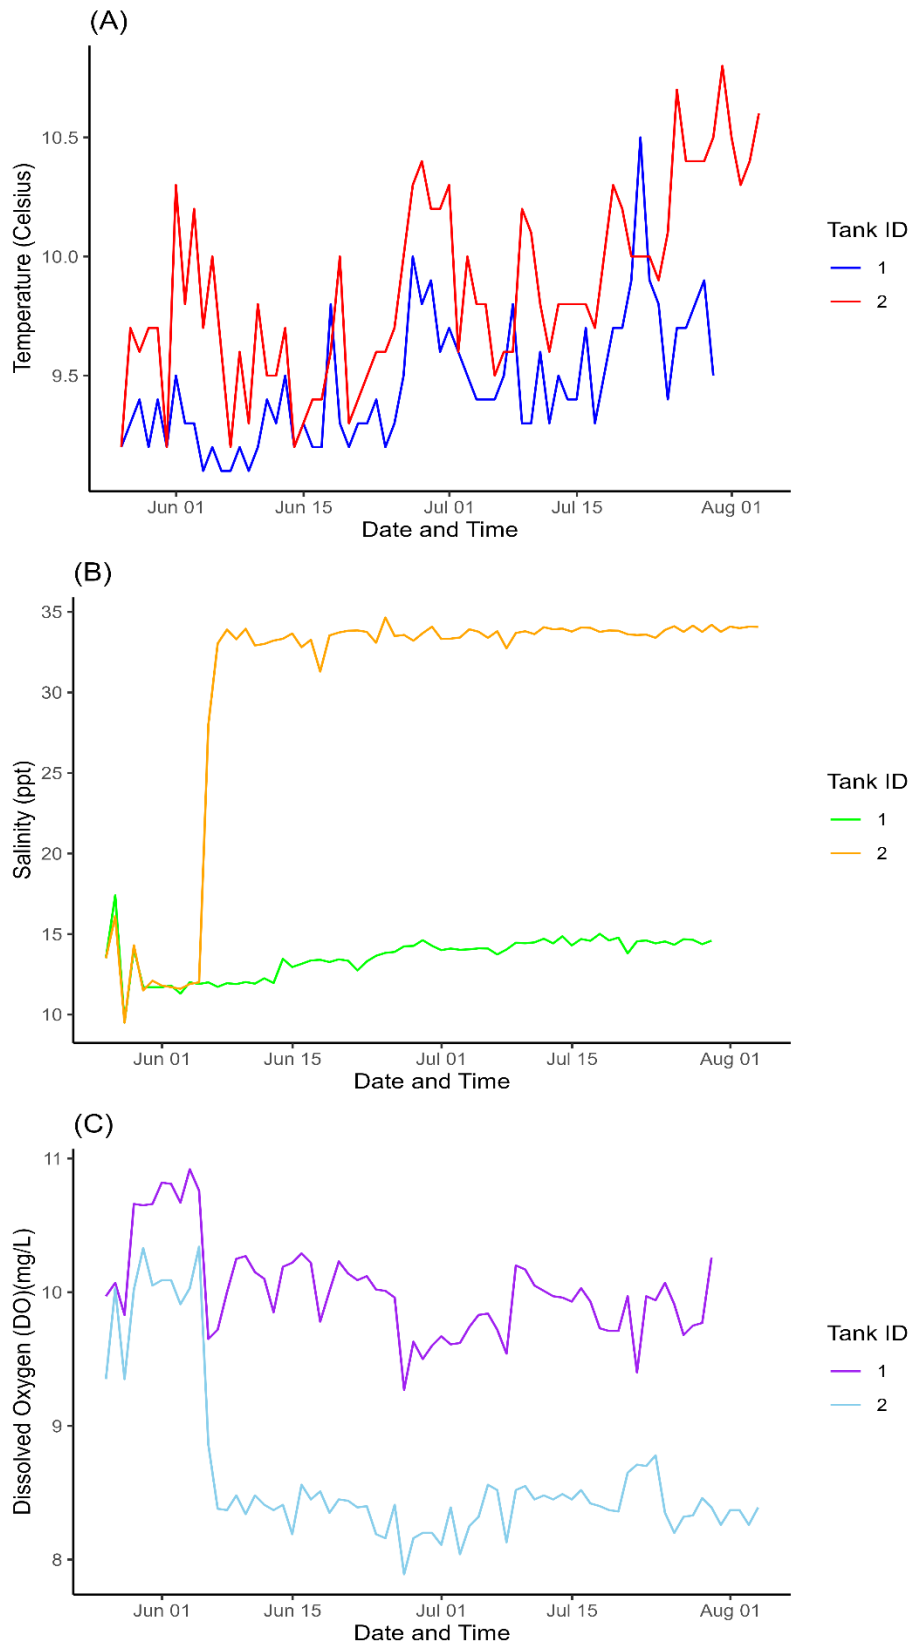 (A)
Temperature (Celsius)
10.5
10.0
9.5
Jun 01 Jun 15 Jul 01 Jul 15 Aug 01
Date and Time
Tank ID
1
2
(B)
Salinity (ppt)
35
30
25
20
15
10
Jun 01 Jun 15 Jul 01 Jul 15 Aug 01
Date and Time
Tank ID
1
2
(C)
Dissolved Oxygen (DO)(mg/L)
11
10
9
8
Jun 01 Jun 15 Jul 01 Jul 15 Aug 01
Date and Time
Tank ID
1
2